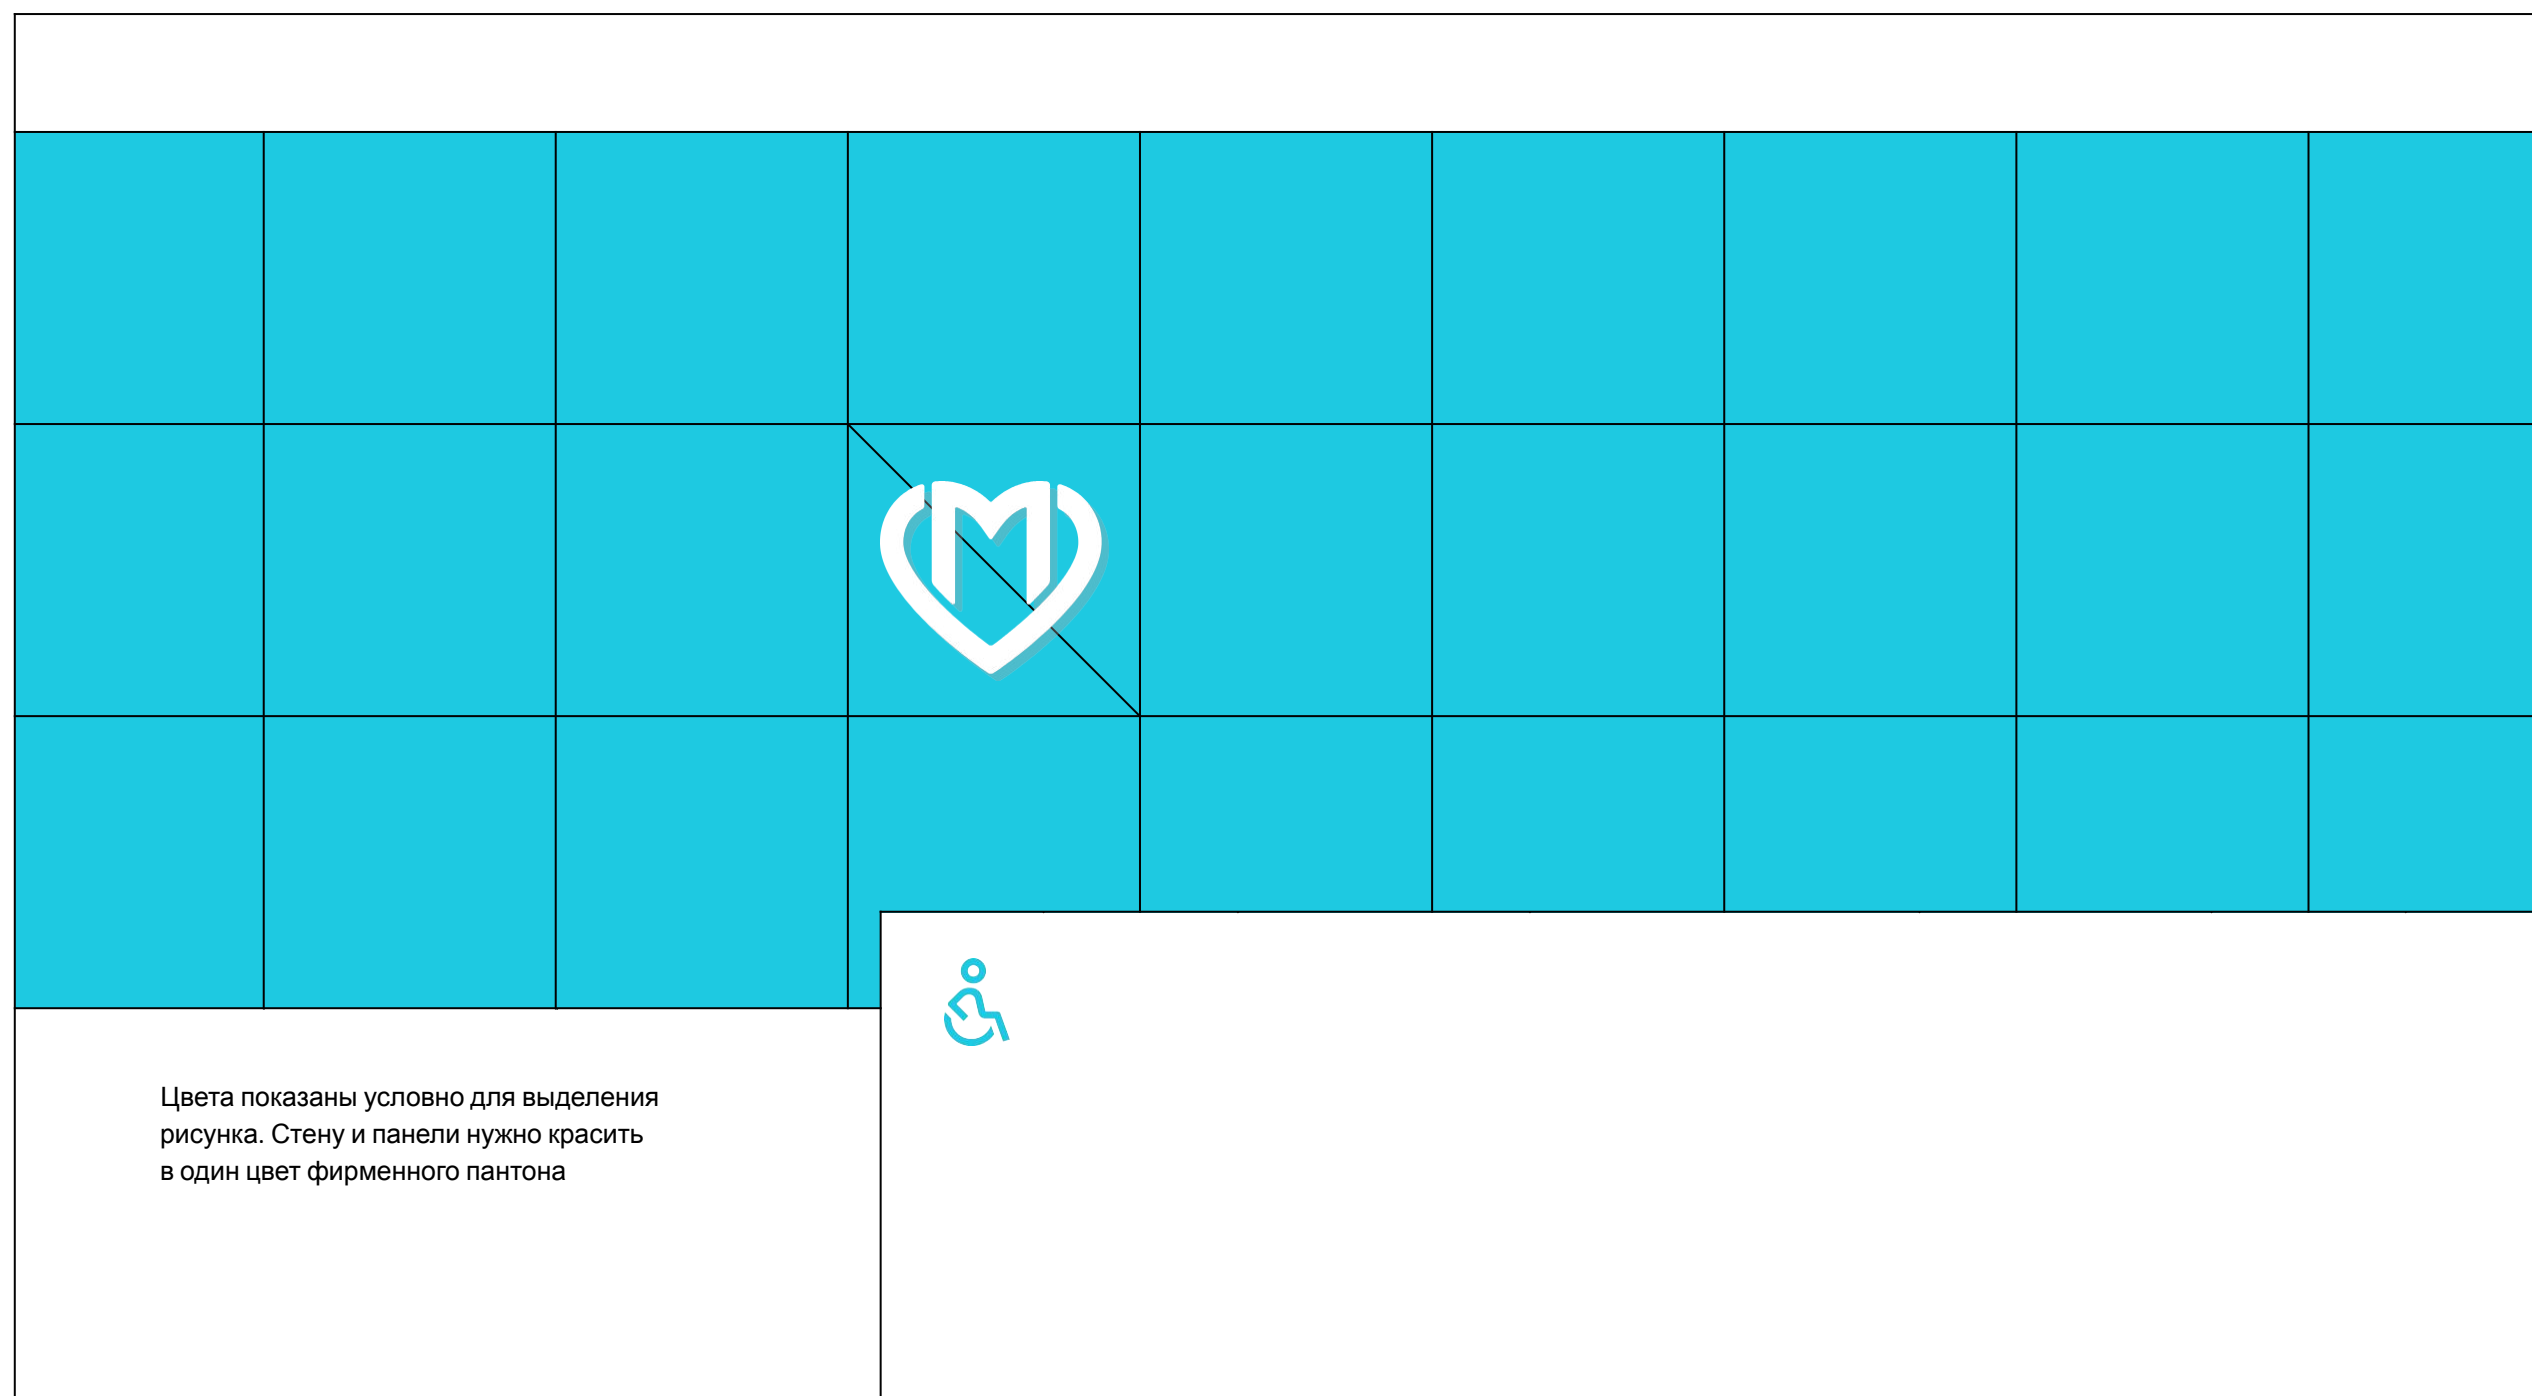 М
Цвета показаны условно для выделения
рисунка. Стену и панели нужно красить
в один цвет фирменного пантона